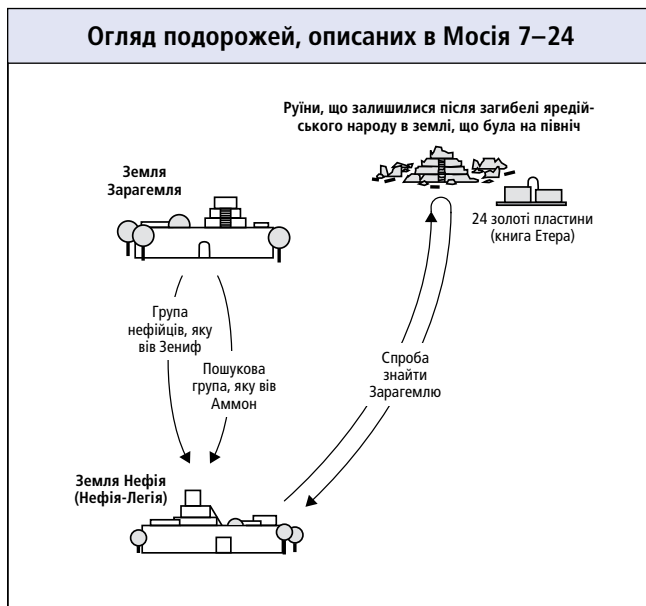 Огляд подорожей, описаних в Мосія 7–24
Руїни, що залишилися після загибелі яредій-
ського народу в землі, що була на північ
Земля
Зарагемля
24 золоті пластини
(книга Етера)
Група
нефійців, яку
вів Зениф
Пошукова
група, яку вів
Аммон
Спроба
знайти
Зарагемлю
Земля Нефія
(Нефія-Легія)